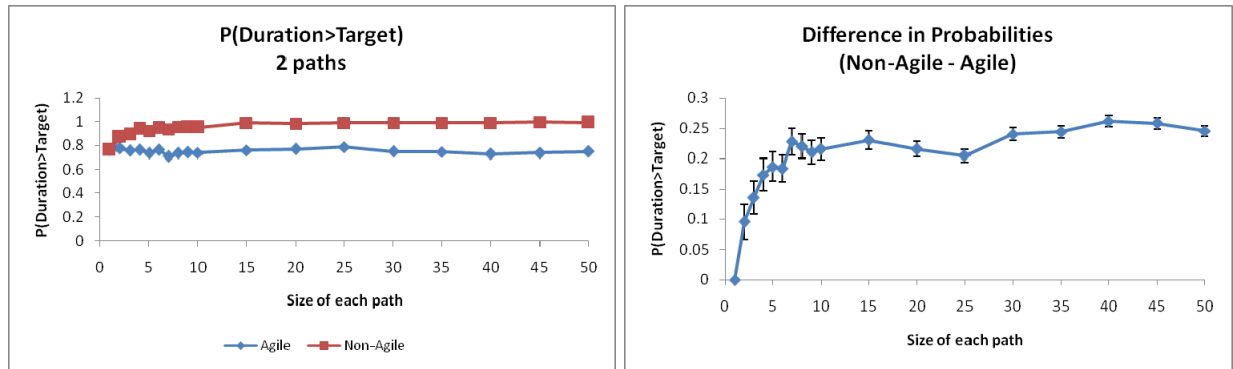 P(Duration>Target)
2 paths
P(Duration>Target)
1.2
1
0.8
0.6
0.4
0.2
0
0 5 10 15 20 25 30 35 40 45 50
Size of each path
Agile Non-Agile
Difference in Probabilities
(Non-Agile - Agile)
P(Duration>Target)
0.3
0.25
0.2
0.15
0.1
0.05
0
0 5 10 15 20 25 30 35 40 45 50
Size of each path